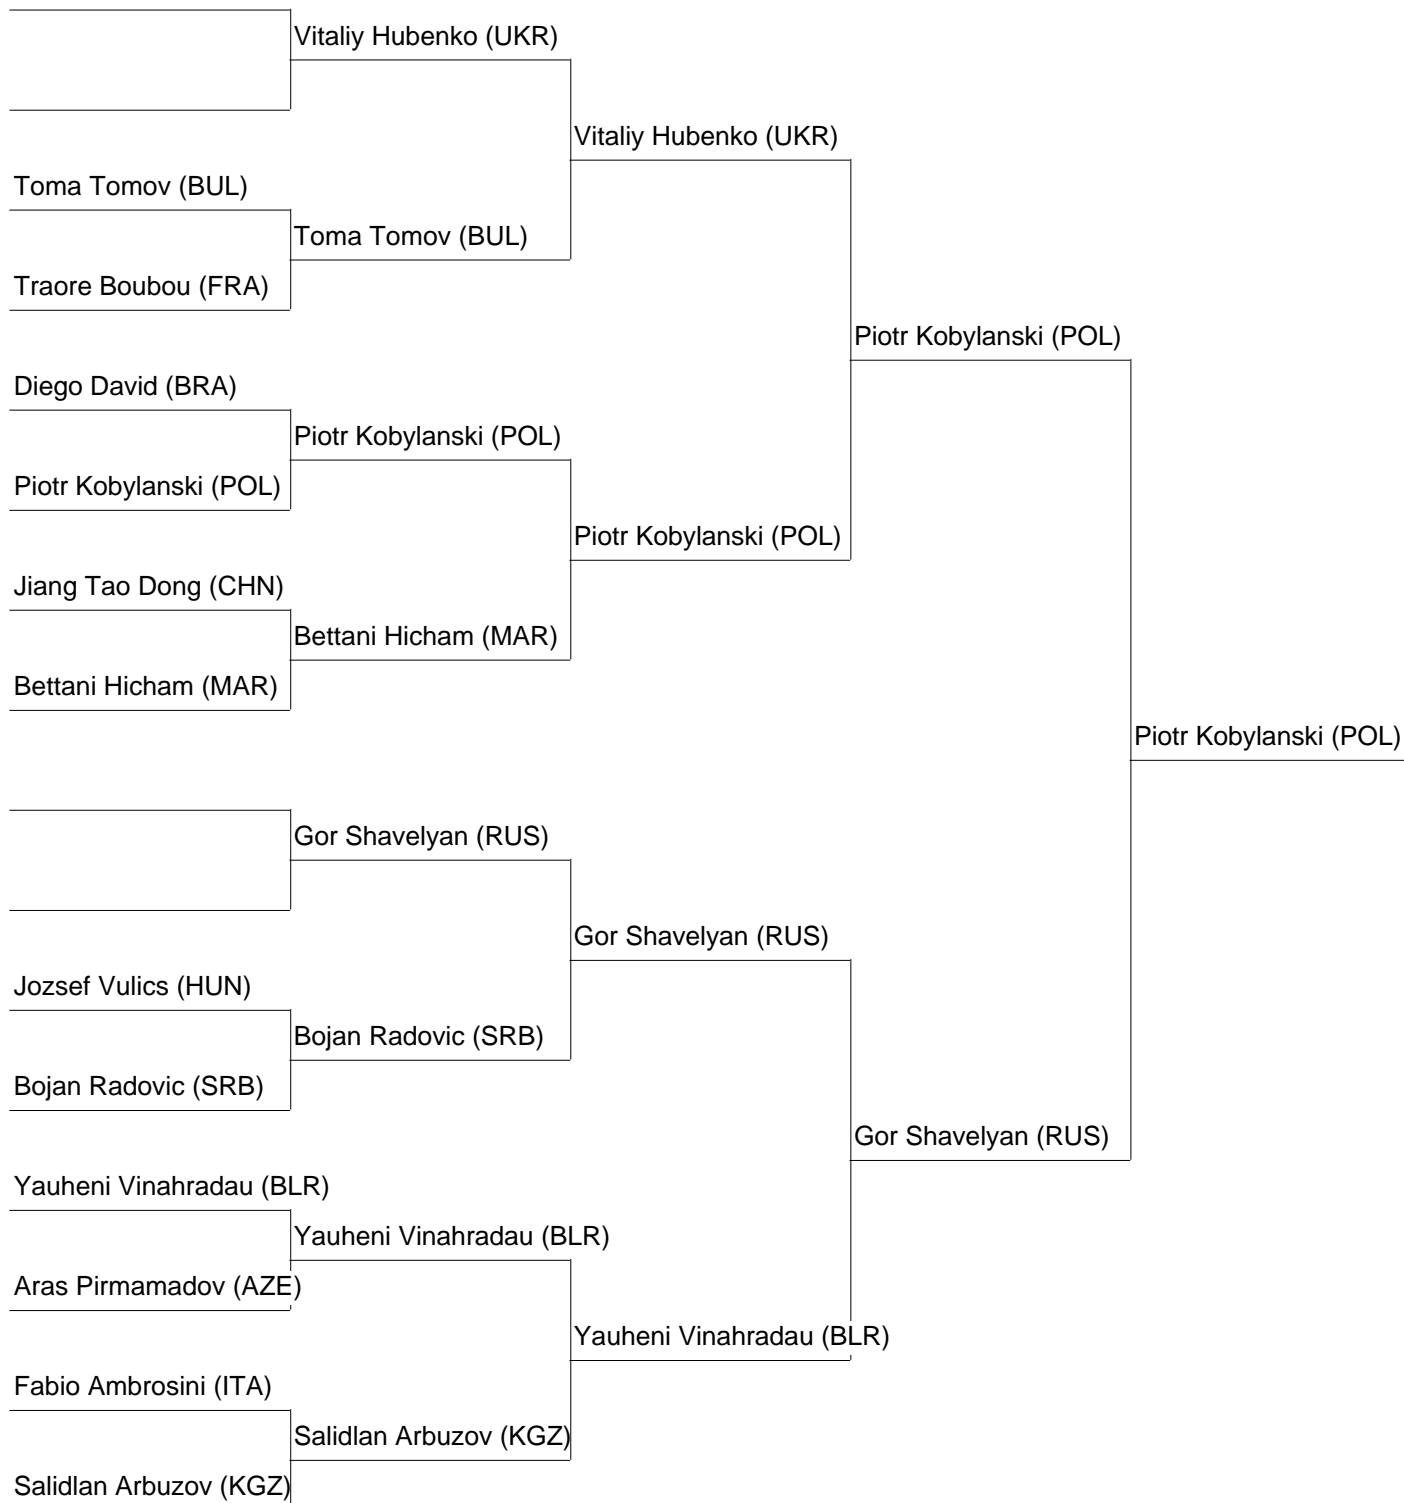 Vitaliy Hubenko (UKR)
Vitaliy Hubenko (UKR)
Toma Tomov (BUL)
Toma Tomov (BUL)
Traore Boubou (FRA)
Piotr Kobylanski (POL)
Diego David (BRA)
Piotr Kobylanski (POL)
Piotr Kobylanski (POL)
Piotr Kobylanski (POL)
Jiang Tao Dong (CHN)
Bettani Hicham (MAR)
Bettani Hicham (MAR)
Piotr Kobylanski (POL)
Gor Shavelyan (RUS)
Gor Shavelyan (RUS)
Jozsef Vulics (HUN)
Bojan Radovic (SRB)
Bojan Radovic (SRB)
Gor Shavelyan (RUS)
Yauheni Vinahradau (BLR)
Yauheni Vinahradau (BLR)
Aras Pirmamadov (AZE)
Yauheni Vinahradau (BLR)
Fabio Ambrosini (ITA)
Salidlan Arbuzov (KGZ)
Salidlan Arbuzov (KGZ)